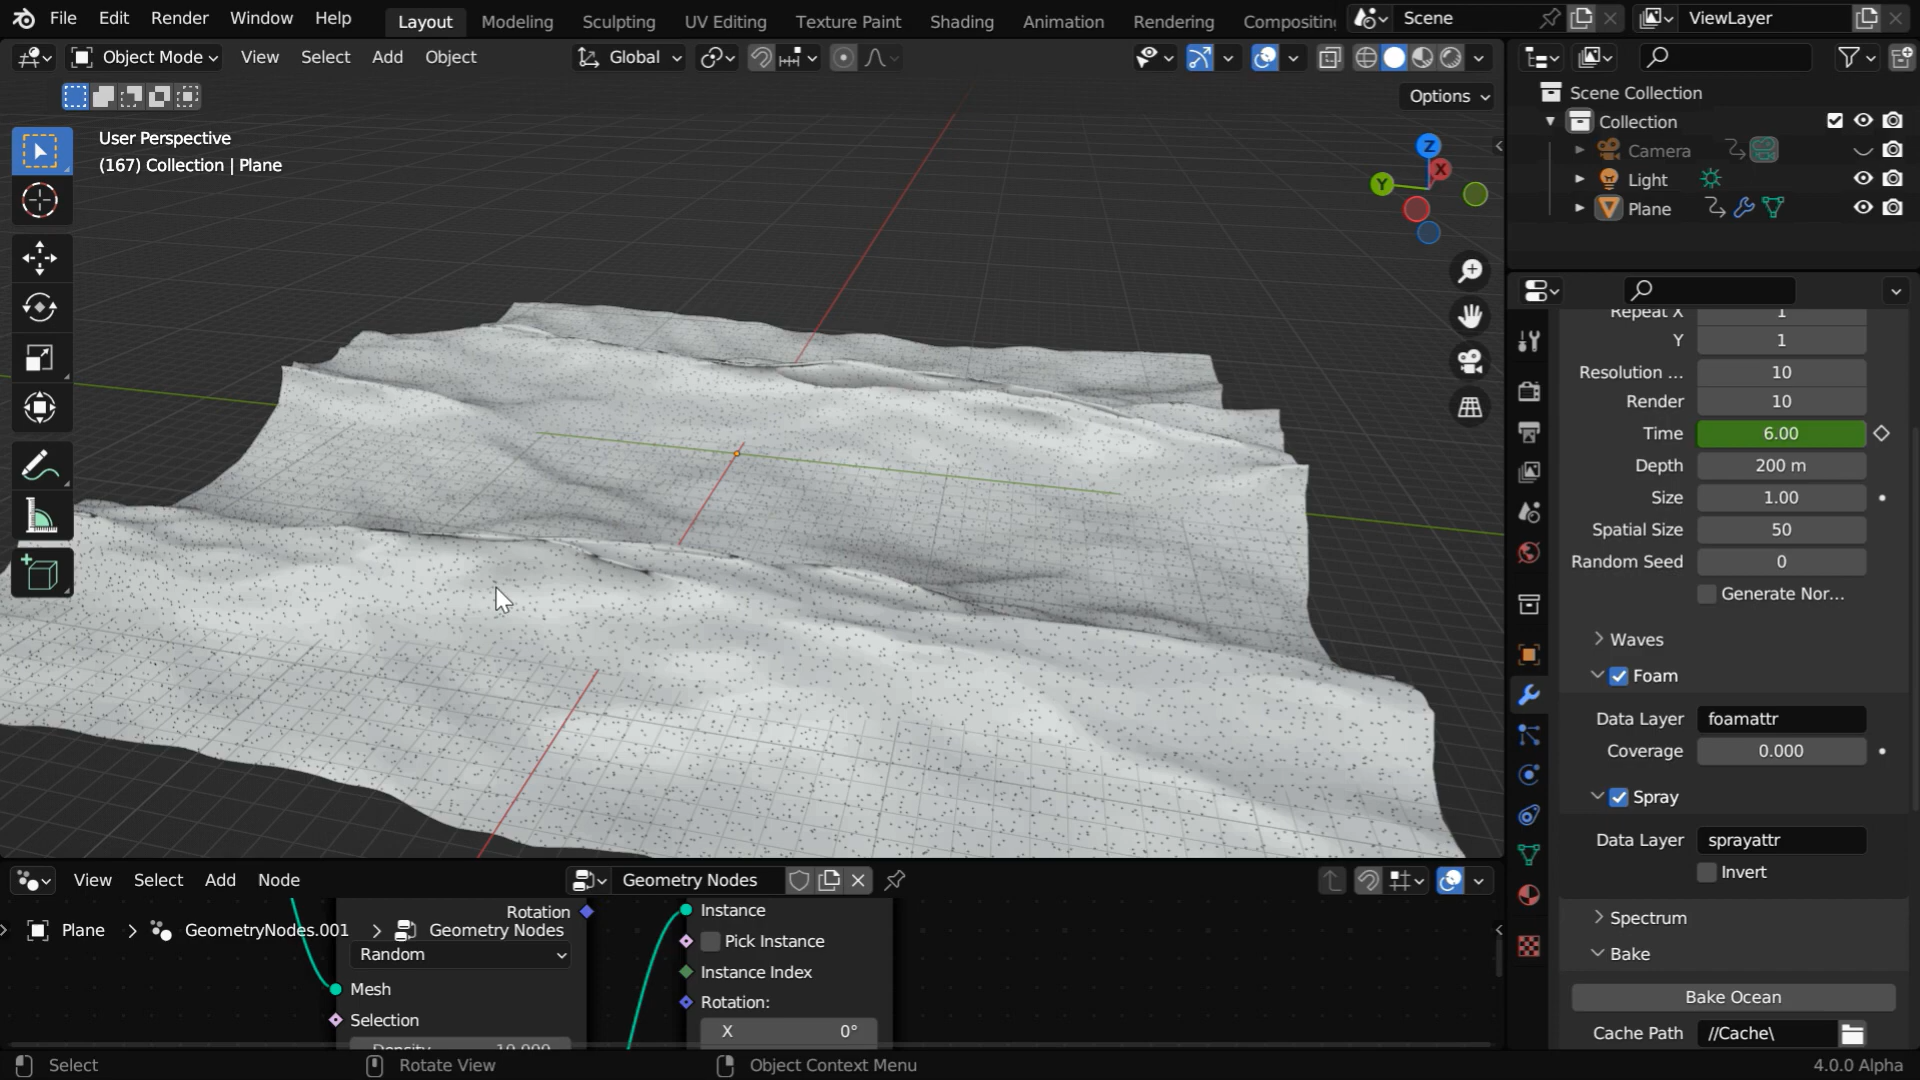 File Edit Render Window Help
Layout Modeling Sculpting UV Editing Texture Paint Shading Animation Rendering Compositing
Scene
ViewLayer
Object Mode View Select Add Object
Global
Options
User Perspective
(167) Collection | Plane
Z
X
Y
Scene Collection
Collection
Camera
Light
Plane
Repeat X 1
Y 1
Resolution ... 10
Render 10
Time 6.00
Depth 200 m
Size 1.00
Spatial Size 50
Random Seed 0
Generate Nor...
Waves
Foam
Data Layer foamattr
Coverage 0.000
Spray
Data Layer sprayattr
Invert
Spectrum
Bake
Bake Ocean
Cache Path //Cache\
View Select Add Node
Geometry Nodes
Plane > GeometryNodes.001 > Geometry Nodes
Rotation
Random
Mesh
Selection
Density 10.000
Instance
Pick Instance
Instance Index
Rotation:
X 0°
Select
Rotate View
Object Context Menu
4.0.0 Alpha